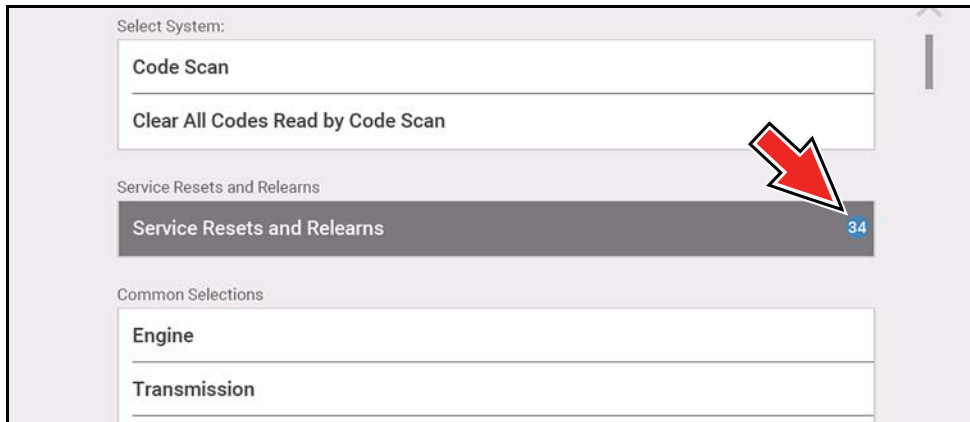 Select System:
Code Scan
Clear All Codes Read by Code Scan
Service Resets and Relearns
Service Resets and Relearns 34
Common Selections
Engine
Transmission